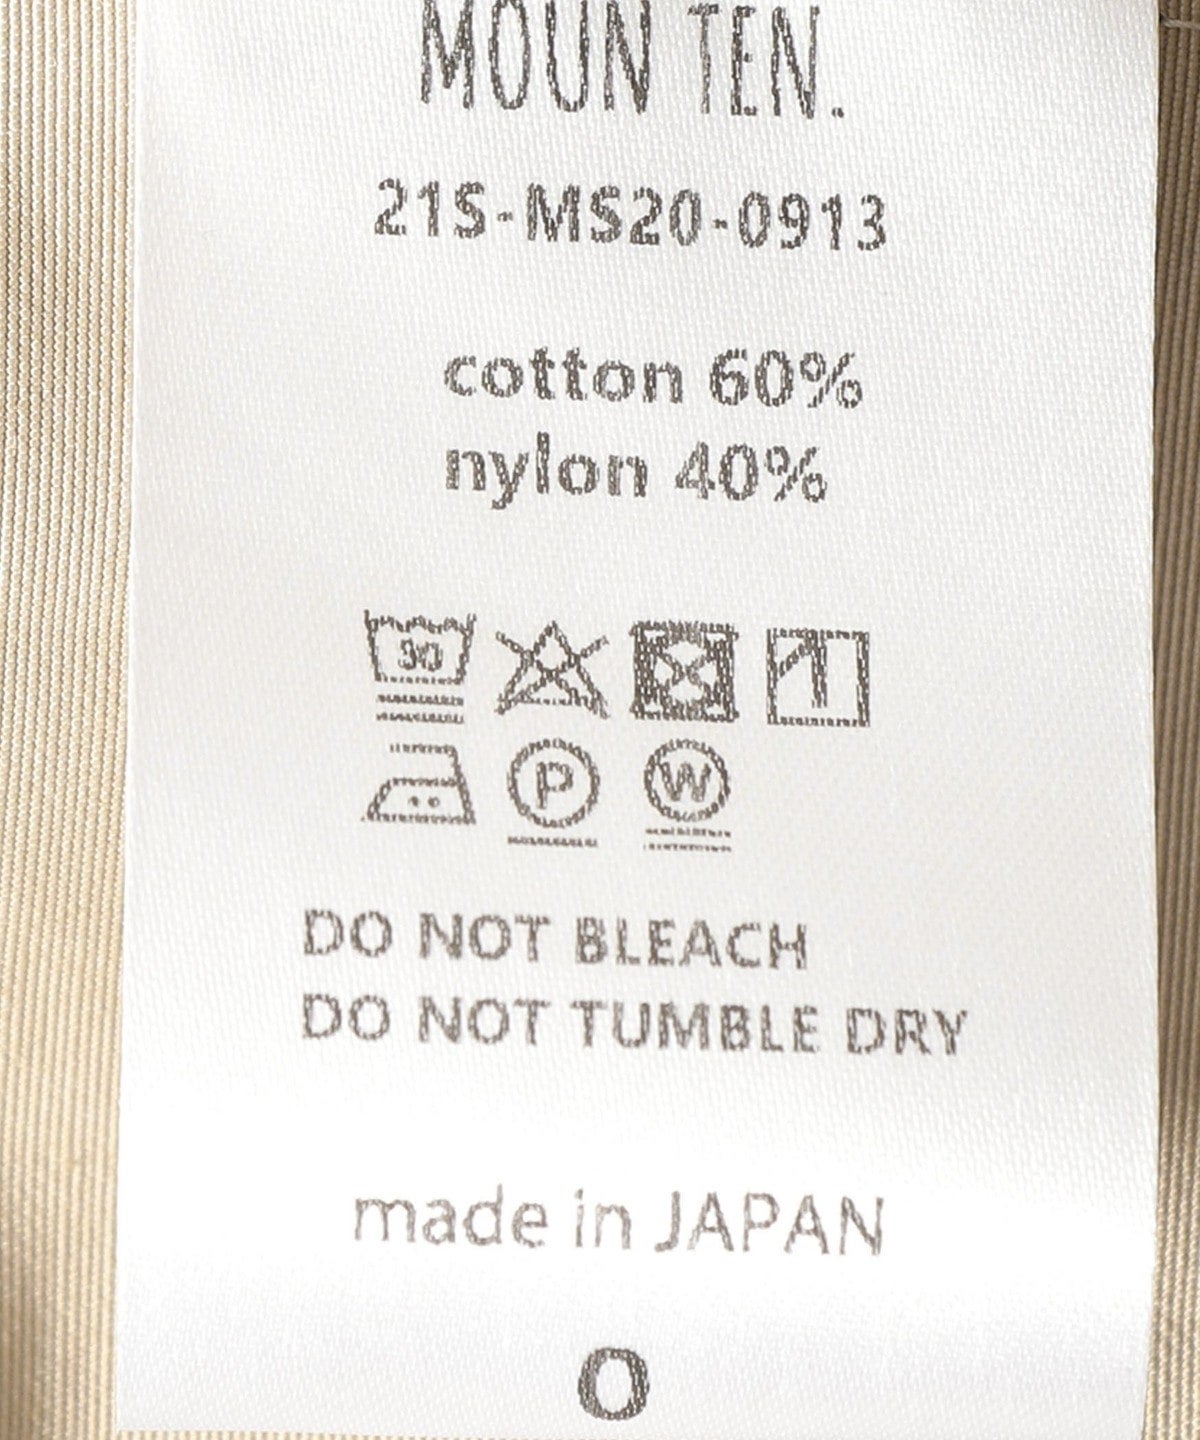 MOUN TEN.
21S-MS20-0913
cotton 60%
nylon 40%
30
P W
DO NOT BLEACH
DO NOT TUMBLE DRY
made in JAPAN
O